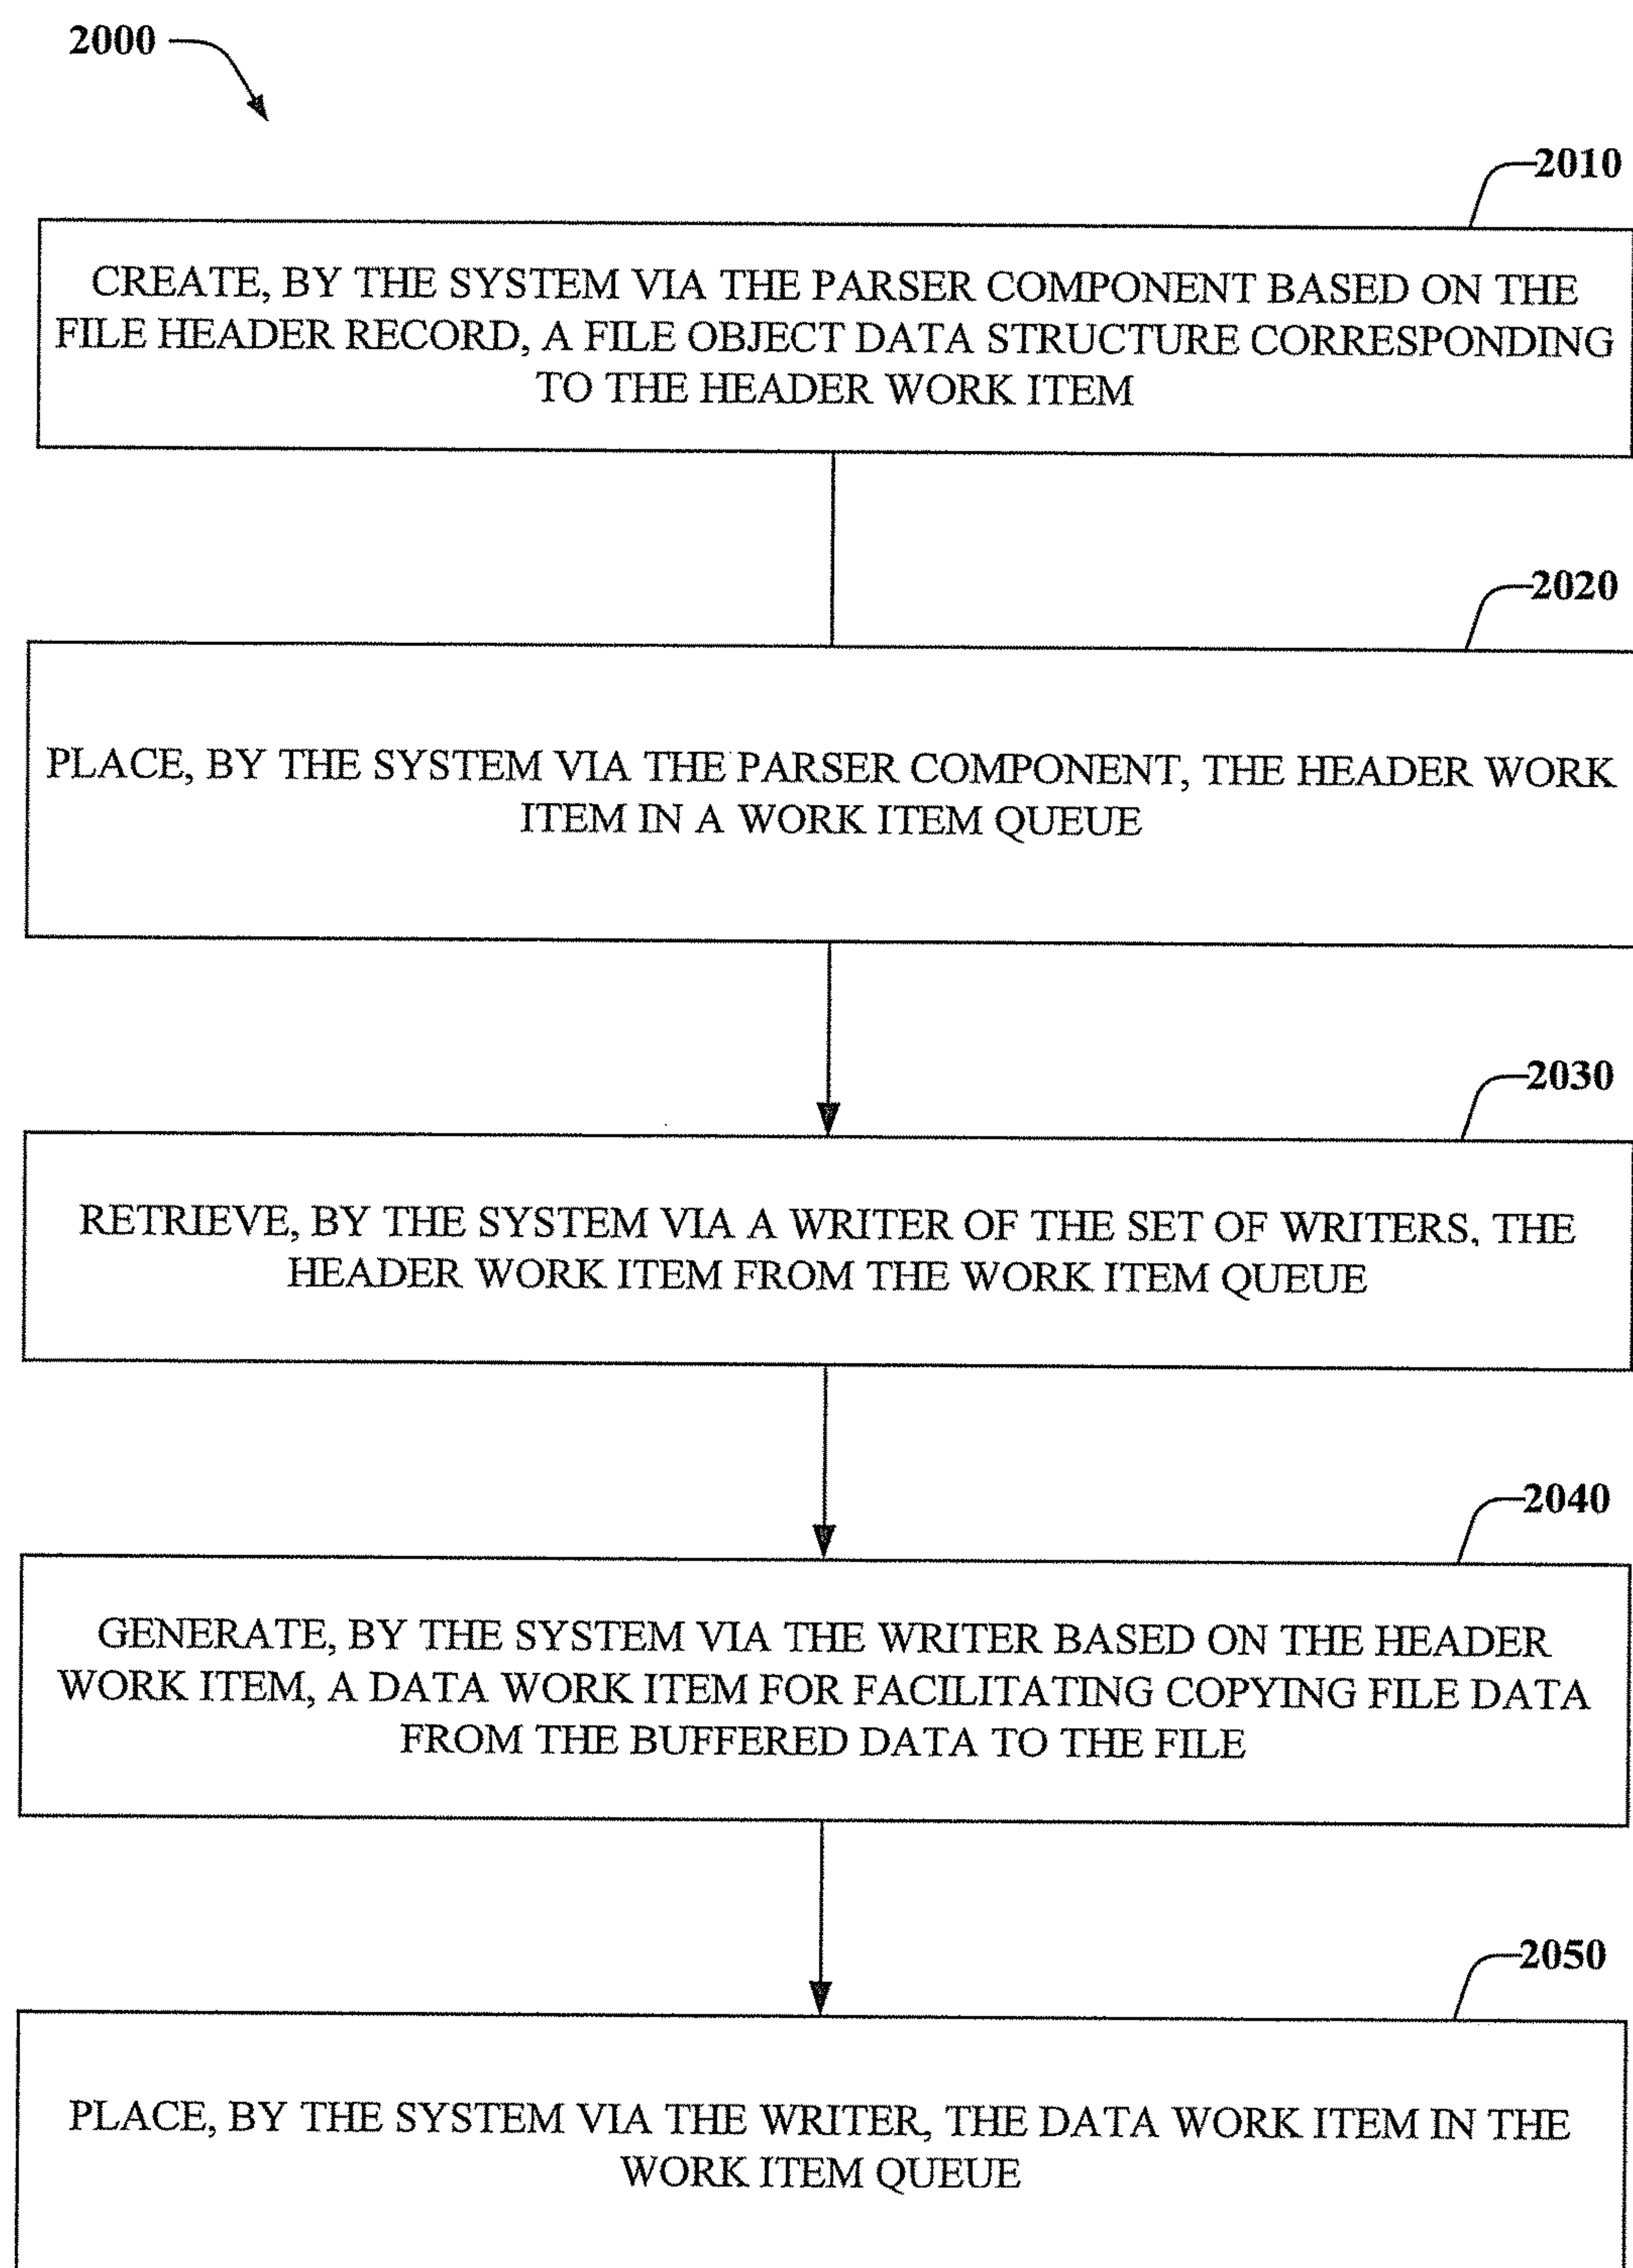 2000
2010
CREATE, BY THE SYSTEM VIA THE PARSER COMPONENT BASED ON THE
FILE HEADER RECORD, A FILE OBJECT DATA STRUCTURE CORRESPONDING
TO THE HEADER WORK ITEM
2020
PLACE, BY THE SYSTEM VIA THE PARSER COMPONENT, THE HEADER WORK
ITEM IN A WORK ITEM QUEUE
2030
RETRIEVE, BY THE SYSTEM VIA A WRITER OF THE SET OF WRITERS, THE
HEADER WORK ITEM FROM THE WORK ITEM QUEUE
2040
GENERATE, BY THE SYSTEM VIA THE WRITER BASED ON THE HEADER
WORK ITEM, A DATA WORK ITEM FOR FACILITATING COPYING FILE DATA
FROM THE BUFFERED DATA TO THE FILE
2050
PLACE, BY THE SYSTEM VIA THE WRITER, THE DATA WORK ITEM IN THE
WORK ITEM QUEUE